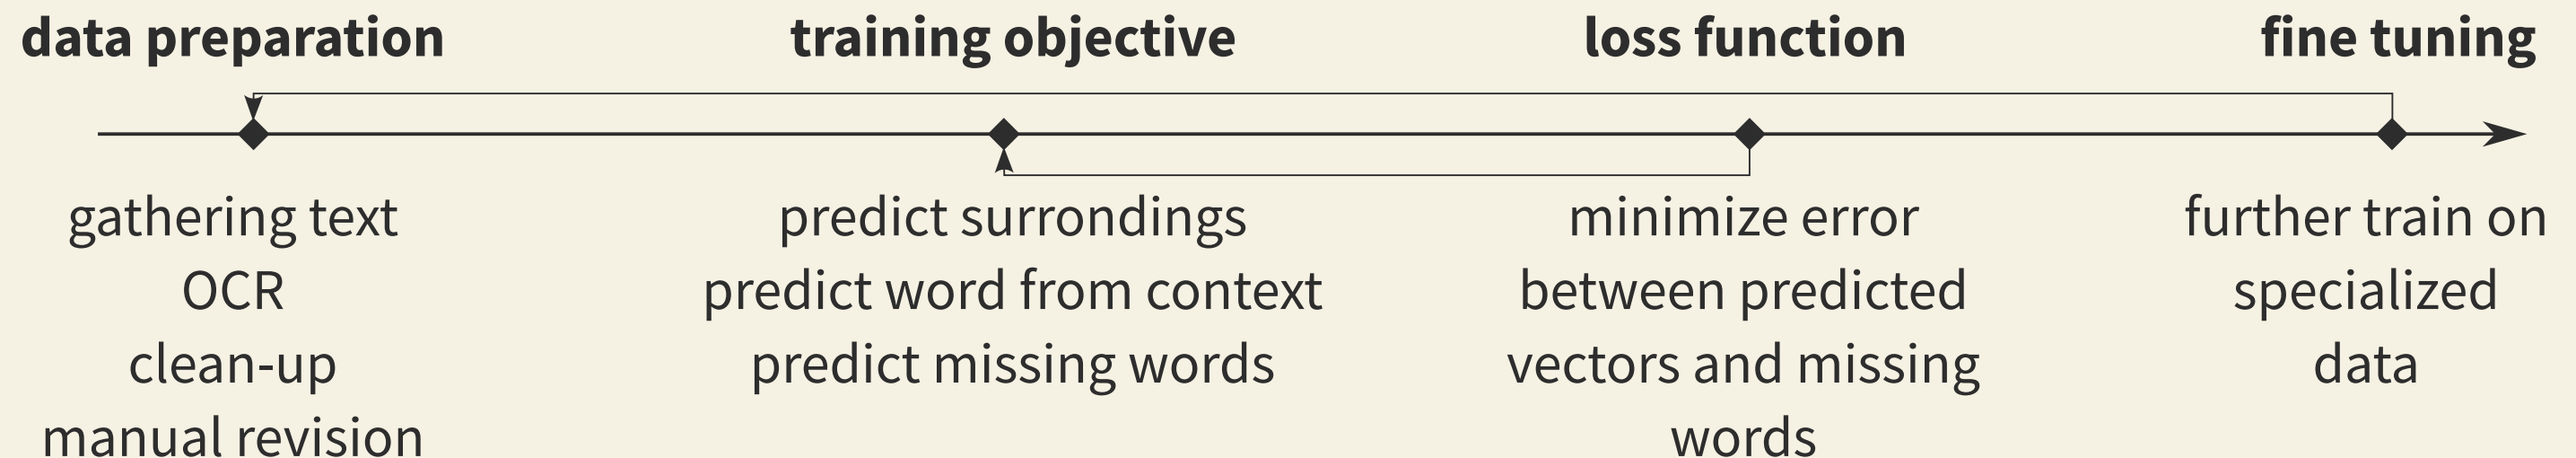 data preparation
training objective
loss function
fine tuning
gathering text
OCR
clean-up
manual revision
predict surrondings
predict word from context
predict missing words
minimize error
between predicted
vectors and missing
words
further train on
specialized
data